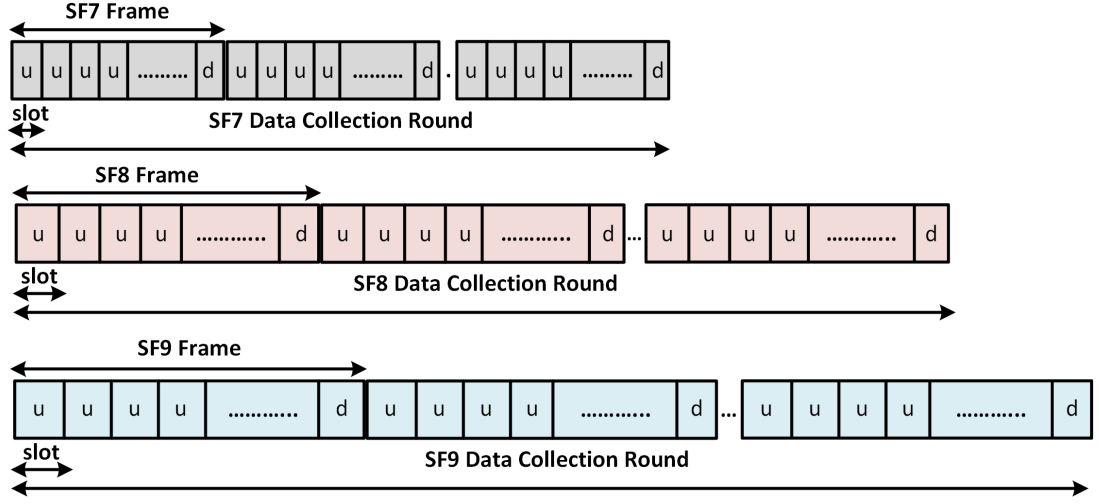 SF7 Frame
u u u u ......... d u u u u ......... d . u u u u ......... d
slot
SF7 Data Collection Round
SF8 Frame
u u u u ............ d u u u u ............ d ... u u u u ............ d
slot
SF8 Data Collection Round
SF9 Frame
u u u u ............ d u u u u ............ d ... u u u u ............ d
slot
SF9 Data Collection Round